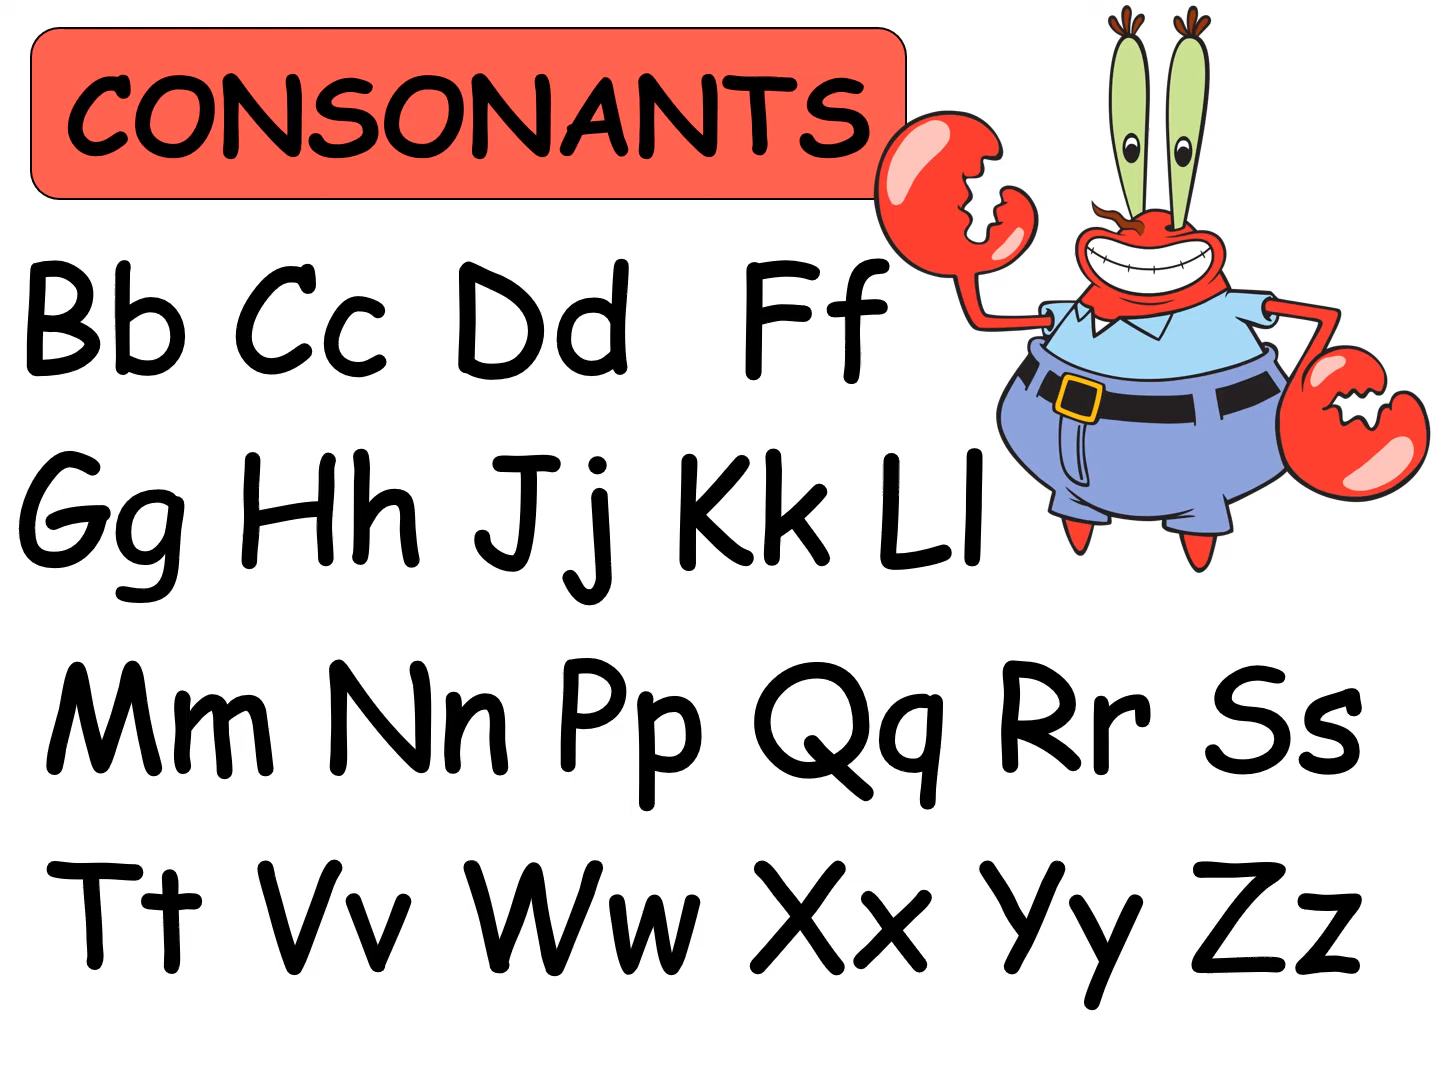 CONSONANTS
Bb Cc Dd Ff
Gg Hh Jj Kk Ll
Mm Nn Pp Qq Rr Ss
Tt Vv Ww Xx Yy Zz